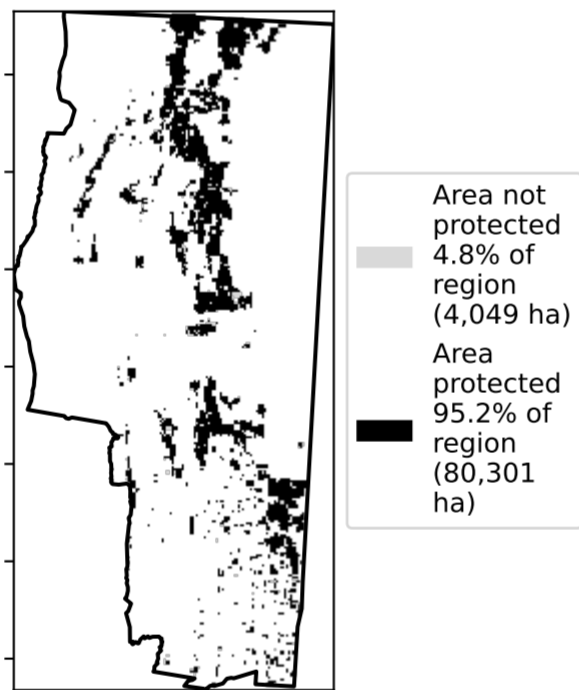 Area not
protected
4.8% of
region
(4,049 ha)
Area
protected
95.2% of
region
(80,301
ha)